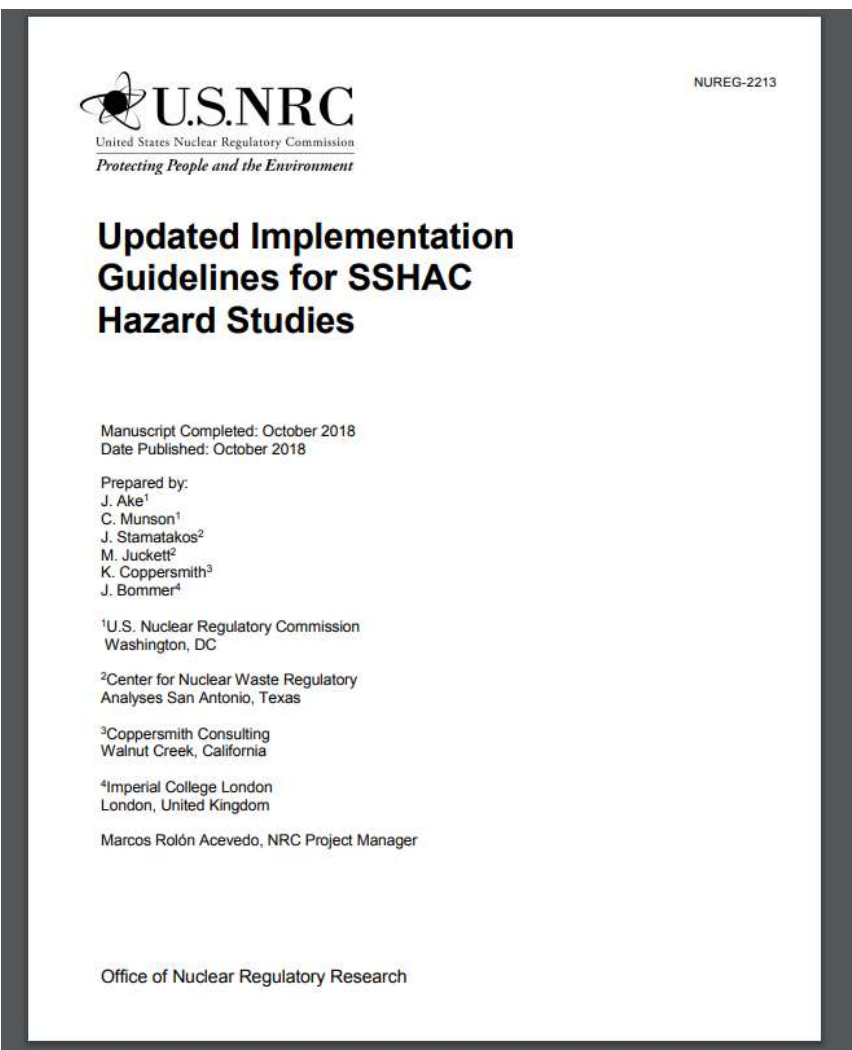 NUREG-2213
U.S.NRC
United States Nuclear Regulatory Commission
Protecting People and the Environment
Updated Implementation
Guidelines for SSHAC
Hazard Studies
Manuscript Completed: October 2018
Date Published: October 2018
Prepared by:
J. Ake¹
C. Munson¹
J. Stamatakos²
M. Juckett²
K. Coppersmith³
J. Bommer⁴
¹U.S. Nuclear Regulatory Commission
Washington, DC
²Center for Nuclear Waste Regulatory
Analyses San Antonio, Texas
³Coppersmith Consulting
Walnut Creek, California
⁴Imperial College London
London, United Kingdom
Marcos Rolón Acevedo, NRC Project Manager
Office of Nuclear Regulatory Research